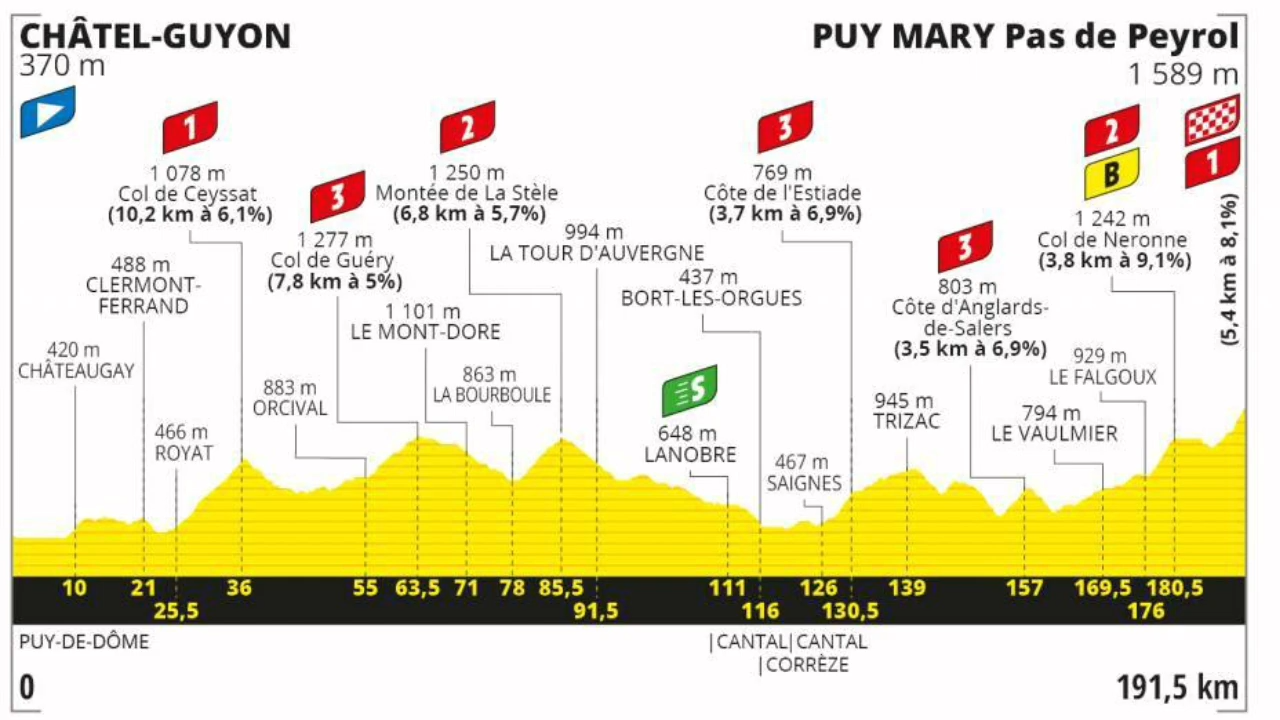 CHÂTEL-GUYON
370 m
PUY MARY Pas de Peyrol
1 589 m
1
1 078 m
Col de Ceyssat
(10,2 km à 6,1%)
3
1 277 m
Col de Guéry
(7,8 km à 5%)
2
1 250 m
Montée de La Stèle
(6,8 km à 5,7%)
3
769 m
Côte de l'Estiade
(3,7 km à 6,9%)
3
803 m
Côte d'Anglards-
de-Salers
(3,5 km à 6,9%)
2
B
1 242 m
Col de Neronne
(3,8 km à 9,1%)
1
(5,4 km à 8,1%)
420 m
CHÂTEAUGAY
488 m
CLERMONT-
FERRAND
466 m
ROYAT
883 m
ORCIVAL
1 101 m
LE MONT-DORE
863 m
LA BOURBOULE
994 m
LA TOUR D'AUVERGNE
S
648 m
LANOBRE
437 m
BORT-LES-ORGUES
467 m
SAIGNES
945 m
TRIZAC
794 m
LE VAULMIER
929 m
LE FALGOUX
10 21 36 55 63,5 71 78 85,5 111 126 139 157 169,5 180,5
25,5 91,5 116 130,5 176
PUY-DE-DÔME |CANTAL|CANTAL
|CORRÈZE
0 191,5 km